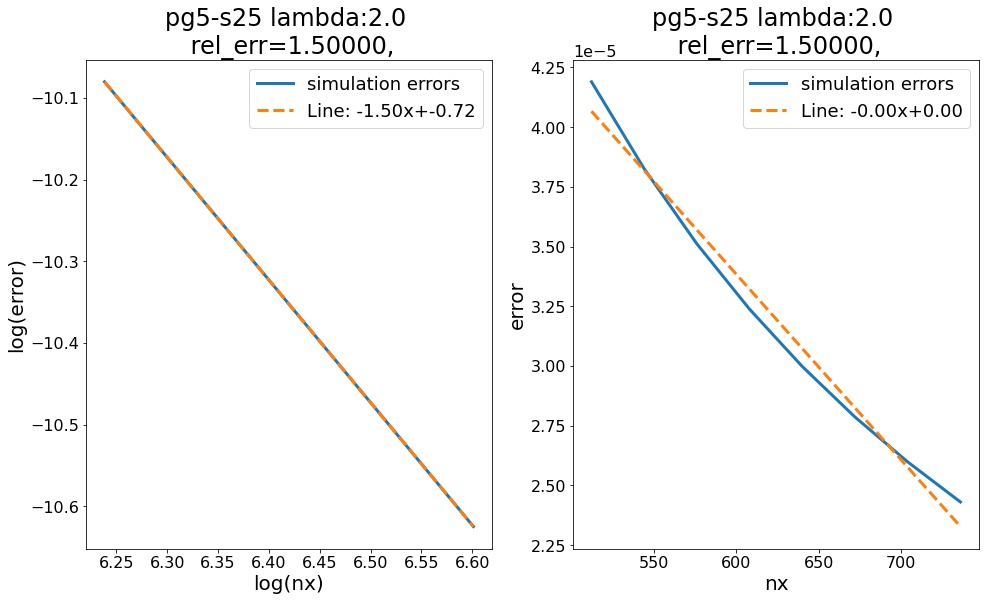 pg5-s25 lambda:2.0
rel_err=1.50000,
simulation errors
Line: -1.50x+-0.72
log(error)
−10.1
−10.2
−10.3
−10.4
−10.5
−10.6
6.25 6.30 6.35 6.40 6.45 6.50 6.55 6.60
log(nx)
pg5-s25 lambda:2.0
rel_err=1.50000,
1e−5
simulation errors
Line: -0.00x+0.00
error
4.25
4.00
3.75
3.50
3.25
3.00
2.75
2.50
2.25
550 600 650 700
nx